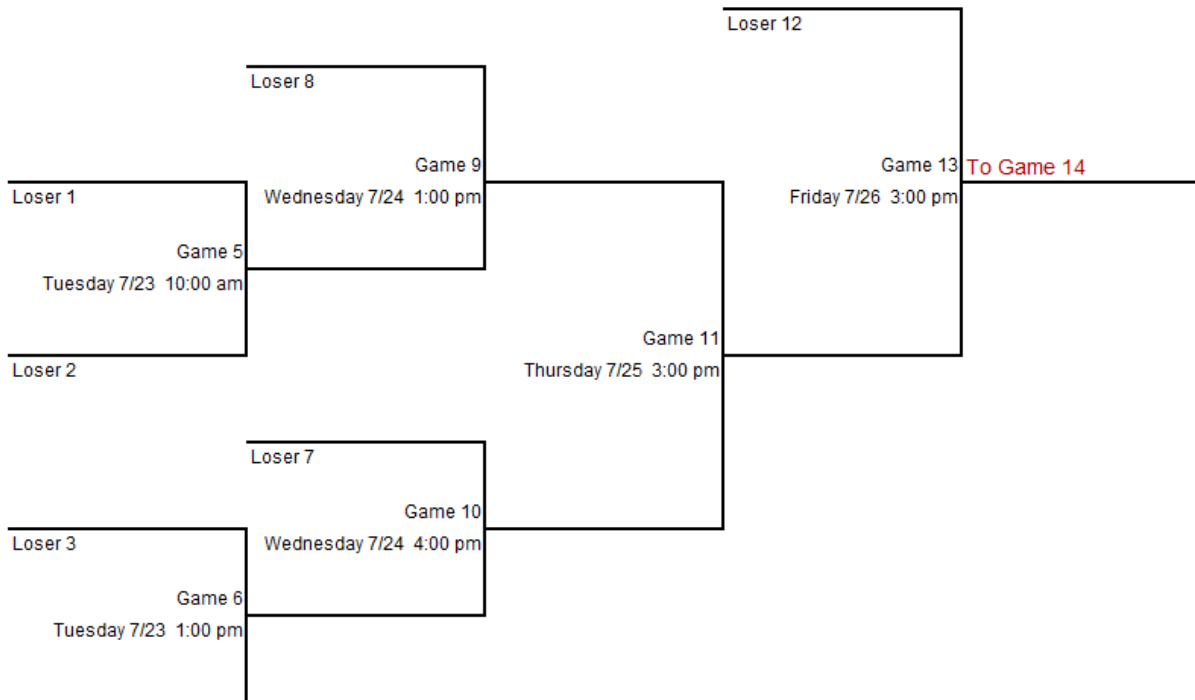 Loser 12
Loser 8
Game 9
Wednesday 7/24 1:00 pm
Game 13
To Game 14
Friday 7/26 3:00 pm
Loser 1
Game 5
Tuesday 7/23 10:00 am
Loser 2
Game 11
Thursday 7/25 3:00 pm
Loser 7
Game 10
Wednesday 7/24 4:00 pm
Loser 3
Game 6
Tuesday 7/23 1:00 pm